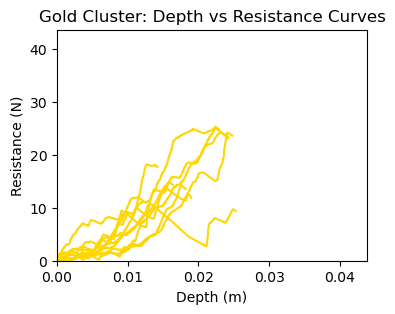 Gold Cluster: Depth vs Resistance Curves
40
30
20
10
0
Resistance (N)
0.00 0.01 0.02 0.03 0.04
Depth (m)